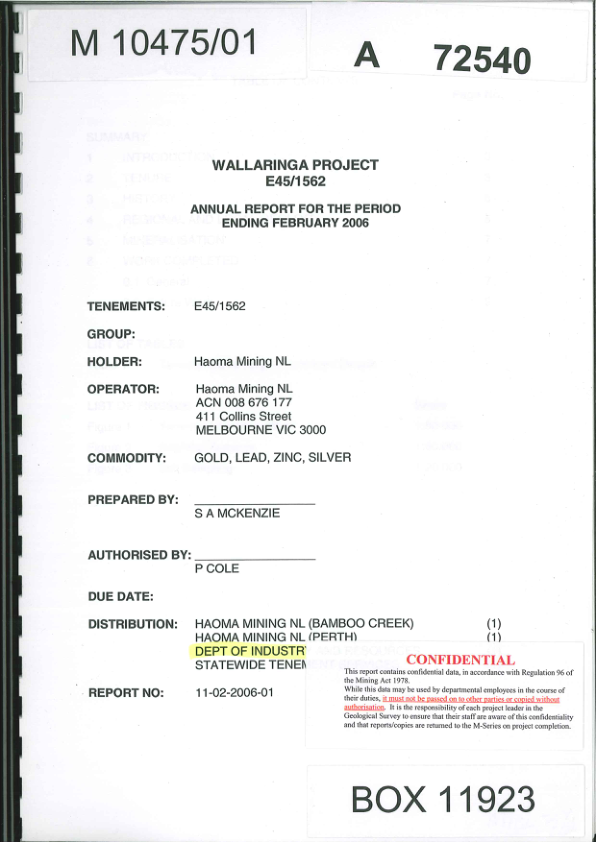 M 10475/01
A 72540
WALLARINGA PROJECT
E45/1562
ANNUAL REPORT FOR THE PERIOD
ENDING FEBRUARY 2006
TENEMENTS: E45/1562
GROUP:
HOLDER: Haoma Mining NL
OPERATOR: Haoma Mining NL
ACN 008 676 177
411 Collins Street
MELBOURNE VIC 3000
COMMODITY: GOLD, LEAD, ZINC, SILVER
PREPARED BY:
S A MCKENZIE
AUTHORISED BY:
P COLE
DUE DATE:
DISTRIBUTION: HAOMA MINING NL (BAMBOO CREEK) (1)
HAOMA MINING NL (PERTH) (1)
DEPT OF INDUSTR
STATEWIDE TENEM
REPORT NO: 11-02-2006-01
CONFIDENTIAL
This report contains confidential data, in accordance with Regulation 96 of
the Mining Act 1978.
While this data may be used by departmental employees in the course of
their duties, it must not be passed on to other parties or copied without
authorisation. It is the responsibility of each project leader in the
Geological Survey to ensure that their staff are aware of this confidentiality
and that reports/copies are returned to the M-Series on project completion.
BOX 11923